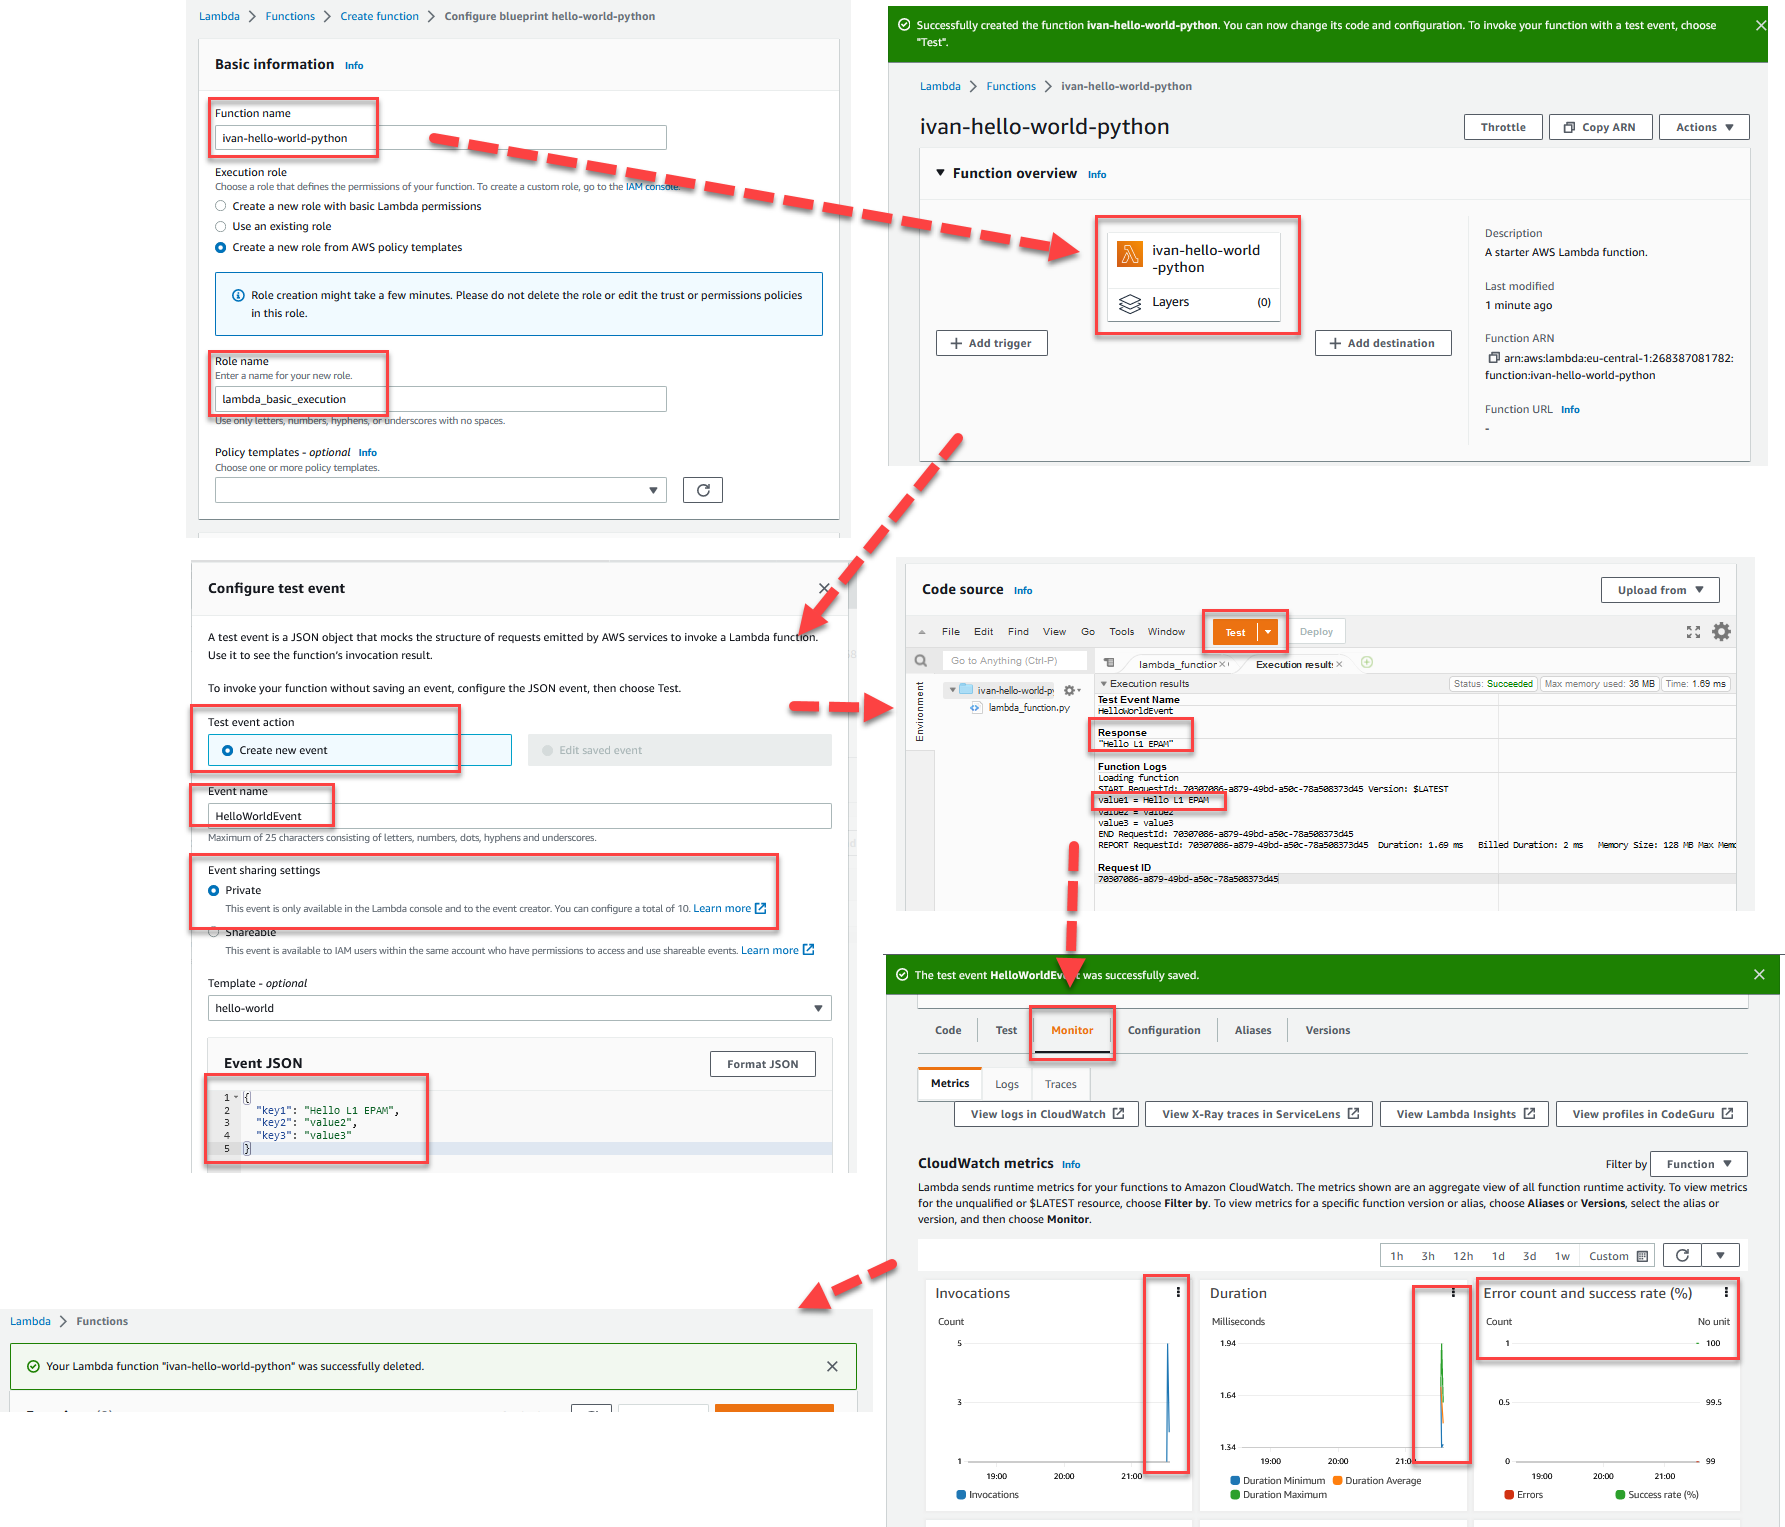 Lambda > Functions > Create function > Configure blueprint hello-world-python
Basic information Info
Function name
ivan-hello-world-python
Execution role
Choose a role that defines the permissions of your function. To create a custom role, go to the IAM console.
Create a new role with basic Lambda permissions
Use an existing role
Create a new role from AWS policy templates
Role creation might take a few minutes. Please do not delete the role or edit the trust or permissions policies
in this role.
Role name
Enter a name for your new role.
lambda_basic_execution
Use only letters, numbers, hyphens, or underscores with no spaces.
Policy templates - optional Info
Choose one or more policy templates.
Successfully created the function ivan-hello-world-python. You can now change its code and configuration. To invoke your function with a test event, choose
"Test".
Lambda > Functions > ivan-hello-world-python
ivan-hello-world-python
Throttle
Copy ARN
Actions
Function overview Info
ivan-hello-world
-python
Layers (0)
+ Add trigger
+ Add destination
Description
A starter AWS Lambda function.
Last modified
1 minute ago
Function ARN
arn:aws:lambda:eu-central-1:268387081782:
function:ivan-hello-world-python
Function URL Info
-
Configure test event
A test event is a JSON object that mocks the structure of requests emitted by AWS services to invoke a Lambda function.
Use it to see the function's invocation result.
To invoke your function without saving an event, configure the JSON event, then choose Test.
Test event action
Create new event
Edit saved event
Event name
HelloWorldEvent
Maximum of 25 characters consisting of letters, numbers, dots, hyphens and underscores.
Event sharing settings
Private
This event is only available in the Lambda console and to the event creator. You can configure a total of 10. Learn more
Shareable
This event is available to IAM users within the same account who have permissions to access and use shareable events. Learn more
Template - optional
hello-world
Event JSON
Format JSON
1 {
2 "key1": "Hello L1 EPAM",
3 "key2": "value2",
4 "key3": "value3"
5 }
Code source Info
Upload from
File Edit Find View Go Tools Window
Test
Deploy
Go to Anything (Ctrl-P)
lambda_function
Execution results
Environment
ivan-hello-world-py
lambda_function.py
Execution results
Status: Succeeded
Max memory used: 36 MB
Time: 1.69 ms
Test Event Name
HelloWorldEvent
Response
"Hello L1 EPAM"
Function Logs
Loading function
START RequestId: 70307086-a879-49bd-a50c-78a508373d45 Version: $LATEST
value1 = Hello L1 EPAM
value2 = value2
value3 = value3
END RequestId: 70307086-a879-49bd-a50c-78a508373d45
REPORT RequestId: 70307086-a879-49bd-a50c-78a508373d45 Duration: 1.69 ms Billed Duration: 2 ms Memory Size: 128 MB Max Memo
Request ID
70307086-a879-49bd-a50c-78a508373d45
The test event HelloWorldEvent was successfully saved.
Code Test Monitor Configuration Aliases Versions
Metrics Logs Traces
View logs in CloudWatch
View X-Ray traces in ServiceLens
View Lambda Insights
View profiles in CodeGuru
CloudWatch metrics Info
Filter by
Function
Lambda sends runtime metrics for your functions to Amazon CloudWatch. The metrics shown are an aggregate view of all function runtime activity. To view metrics
for the unqualified or $LATEST resource, choose Filter by. To view metrics for a specific function version or alias, choose Aliases or Versions, select the alias or
version, and then choose Monitor.
1h 3h 12h 1d 3d 1w Custom
Invocations
Count
5
3
1
19:00 20:00 21:00
Invocations
Duration
Milliseconds
1.94
1.64
1.34
19:00 20:00 21:0
Duration Minimum Duration Average
Duration Maximum
Error count and success rate (%)
Count No unit
1 100
0.5 99.5
0 99
19:00 20:00 21:00
Errors Success rate (%)
Lambda > Functions
Your Lambda function "ivan-hello-world-python" was successfully deleted.